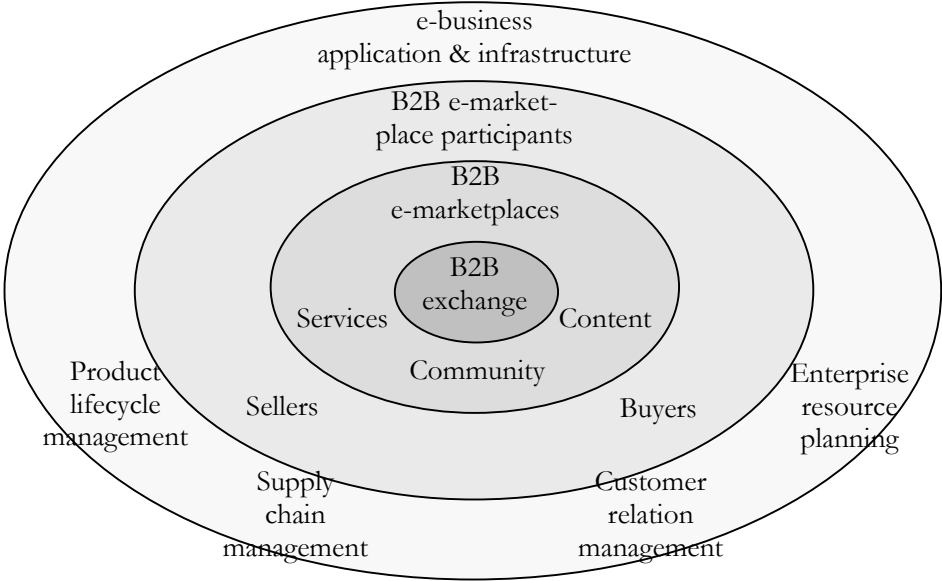 e-business
application & infrastructure
B2B e-market-
place participants
B2B
e-marketplaces
B2B
exchange
Services
Content
Community
Product
lifecycle
management
Sellers
Buyers
Enterprise
resource
planning
Supply
chain
management
Customer
relation
management